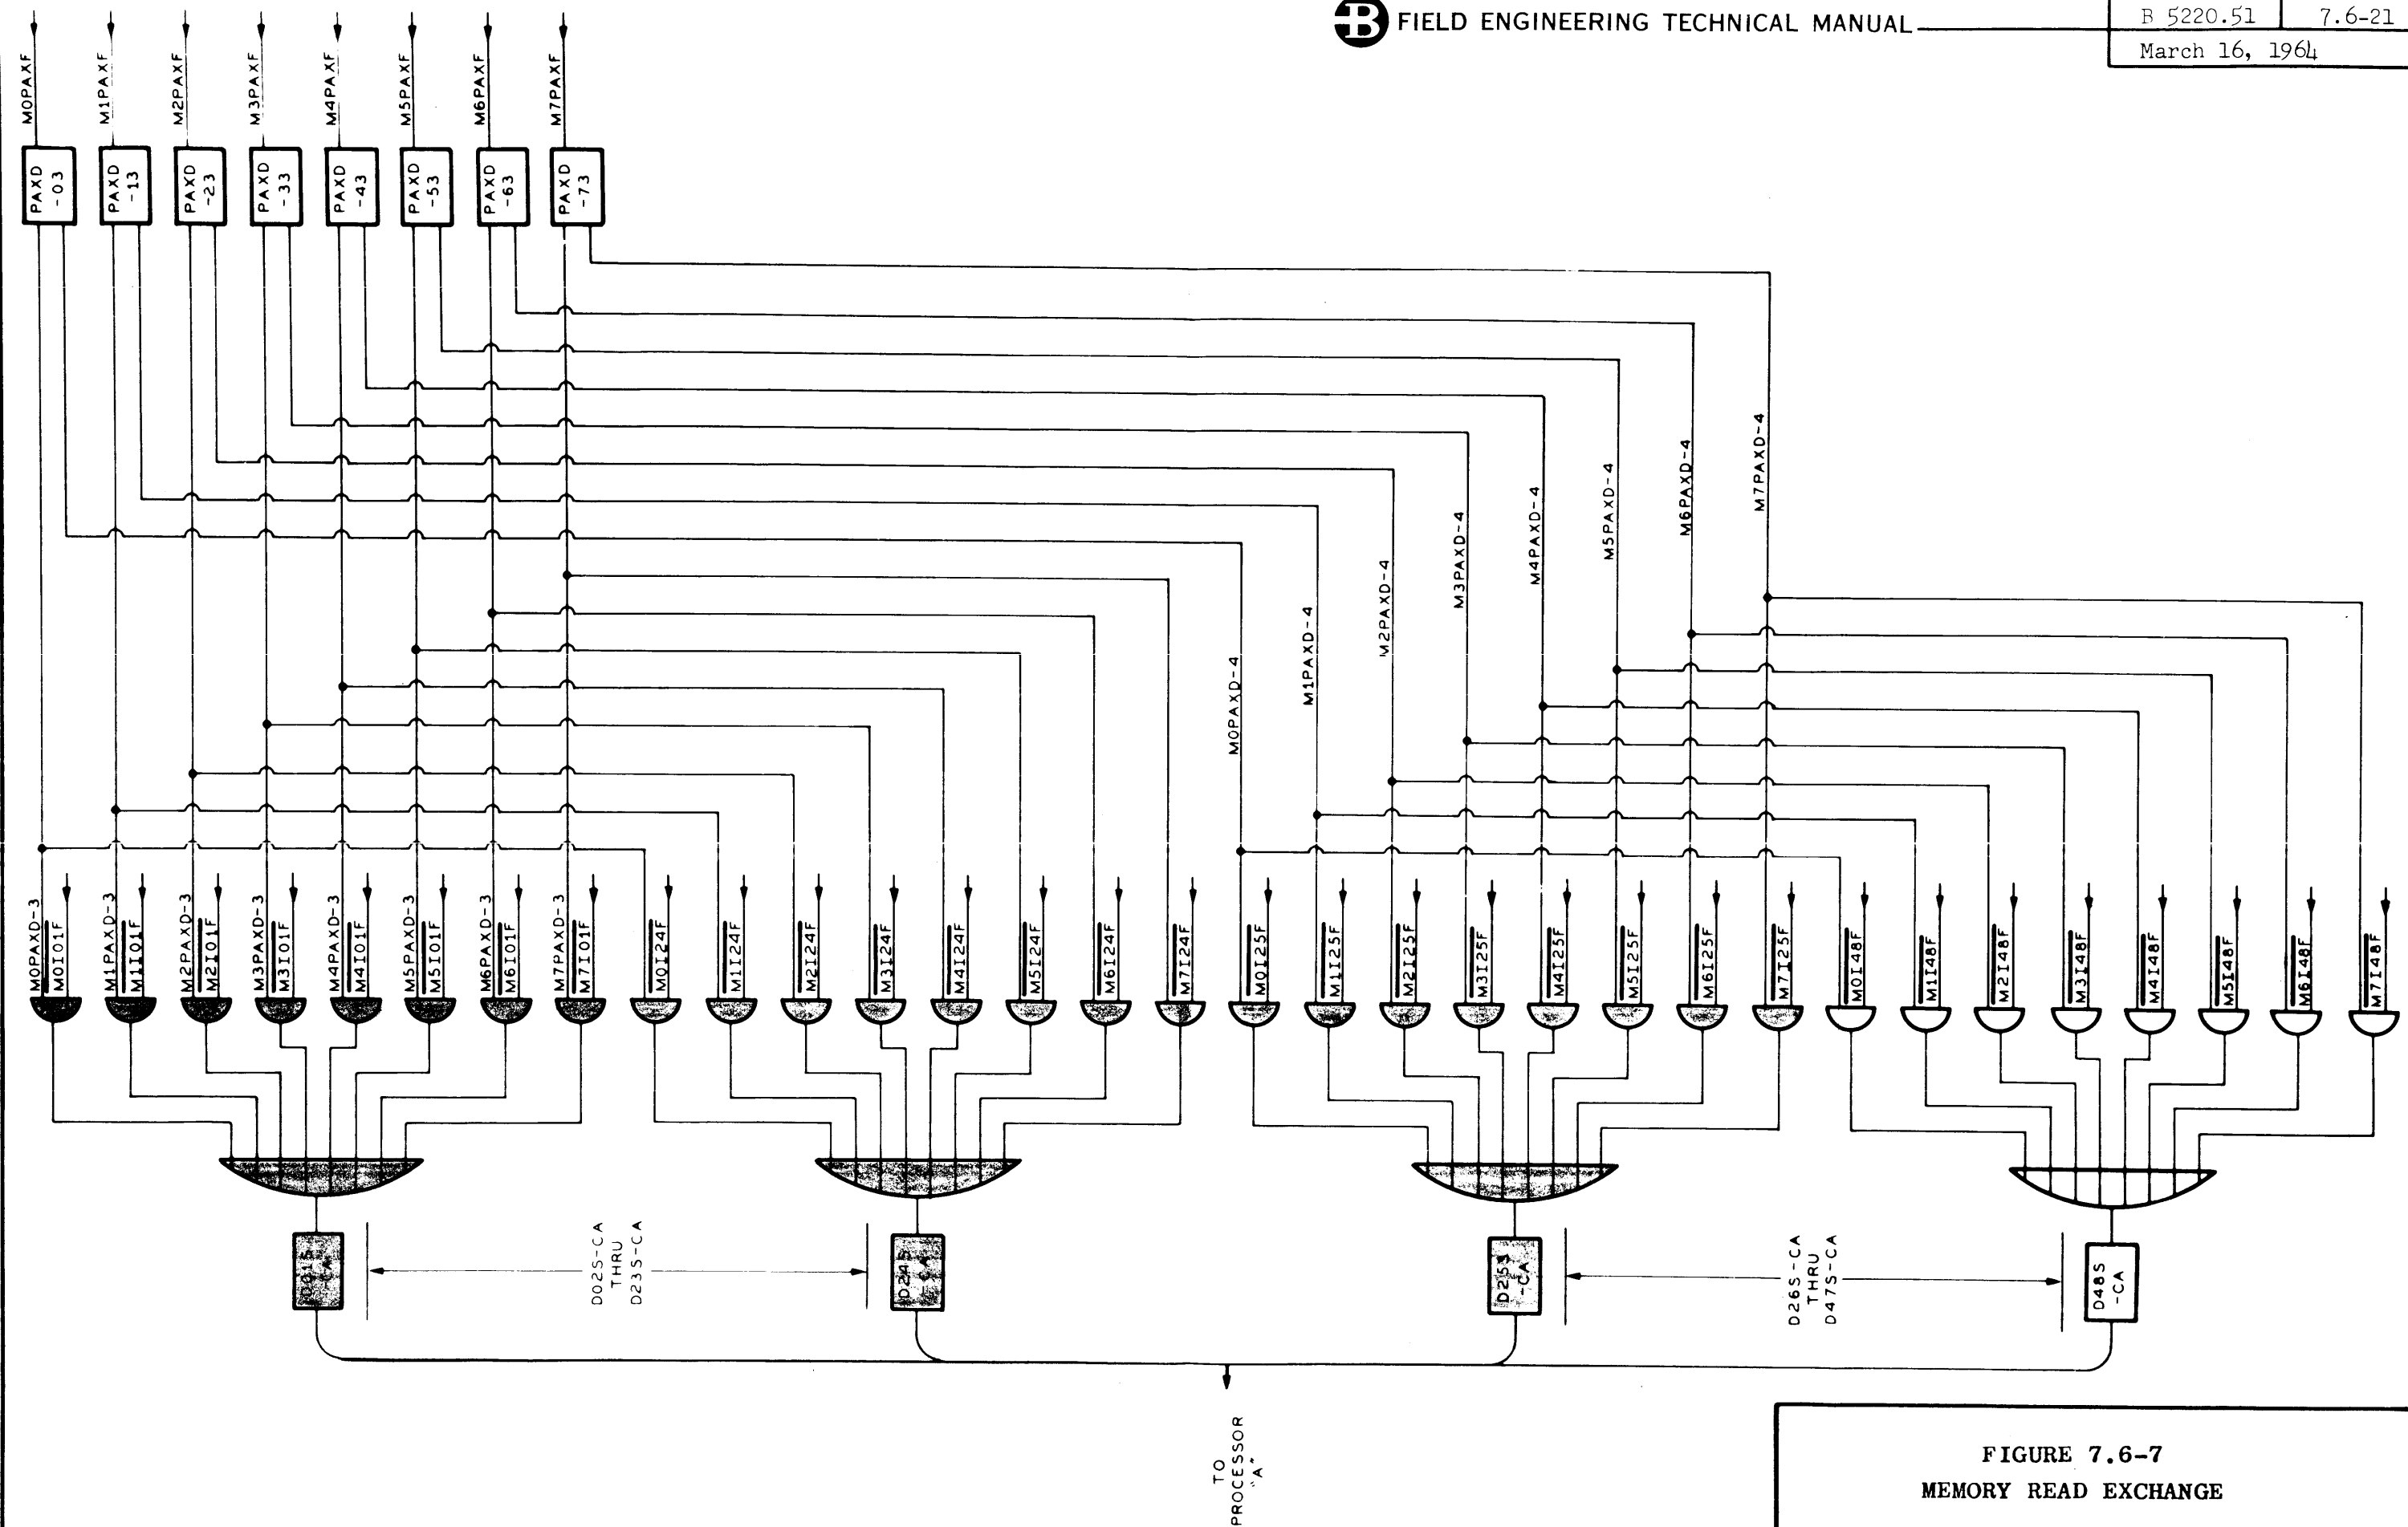 B FIELD ENGINEERING TECHNICAL MANUAL
B 5220.51 7.6-21
March 16, 1964
M0PAXF
M1PAXF
M2PAXF
M3PAXF
M4PAXF
M5PAXF
M6PAXF
M7PAXF
PAXD
-03
PAXD
-13
PAXD
-23
PAXD
-33
PAXD
-43
PAXD
-53
PAXD
-63
PAXD
-73
M0PAXD-4
M1PAXD-4
M2PAXD-4
M3PAXD-4
M4PAXD-4
M5PAXD-4
M6PAXD-4
M7PAXD-4
M0PAXD-3
M0I01F
M1PAXD-3
M1I01F
M2PAXD-3
M2I01F
M3PAXD-3
M3I01F
M4PAXD-3
M4I01F
M5PAXD-3
M5I01F
M6PAXD-3
M6I01F
M7PAXD-3
M7I01F
M0I24F
M1I24F
M2I24F
M3I24F
M4I24F
M5I24F
M6I24F
M7I24F
M0I25F
M1I25F
M2I25F
M3I25F
M4I25F
M5I25F
M6I25F
M7I25F
M0I48F
M1I48F
M2I48F
M3I48F
M4I48F
M5I48F
M6I48F
M7I48F
D01S
-CA
D02S-CA
THRU
D23S-CA
D24S
-CA
D25S
-CA
D26S-CA
THRU
D47S-CA
D48S
-CA
TO
PROCESSOR
"A"
FIGURE 7.6-7
MEMORY READ EXCHANGE